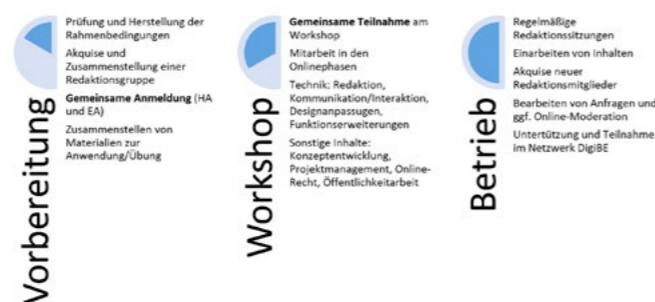 Vorbereitung
Prüfung und Herstellung der
Rahmenbedingungen
Akquise und
Zusammenstellung einer
Redaktionsgruppe
Gemeinsame Anmeldung (HA
und EA)
Zusammenstellen von
Materialien zur
Anwendung/Übung
Workshop
Gemeinsame Teilnahme am
Workshop
Mitarbeit in den
Onlinephasen
Technik: Redaktion,
Kommunikation/Interaktion,
Designanpassugen,
Funktionserweiterungen
Sonstige Inhalte:
Konzeptentwicklung,
Projektmanagement, Online-
Recht, Öffentlichkeitarbeit
Betrieb
Regelmäßige
Redaktionssitzungen
Einarbeiten von Inhalten
Akquise neuer
Redaktionsmitglieder
Bearbeiten von Anfragen und
ggf. Online-Moderation
Untertützung und Teilnahme
im Netzwerk DigiBE